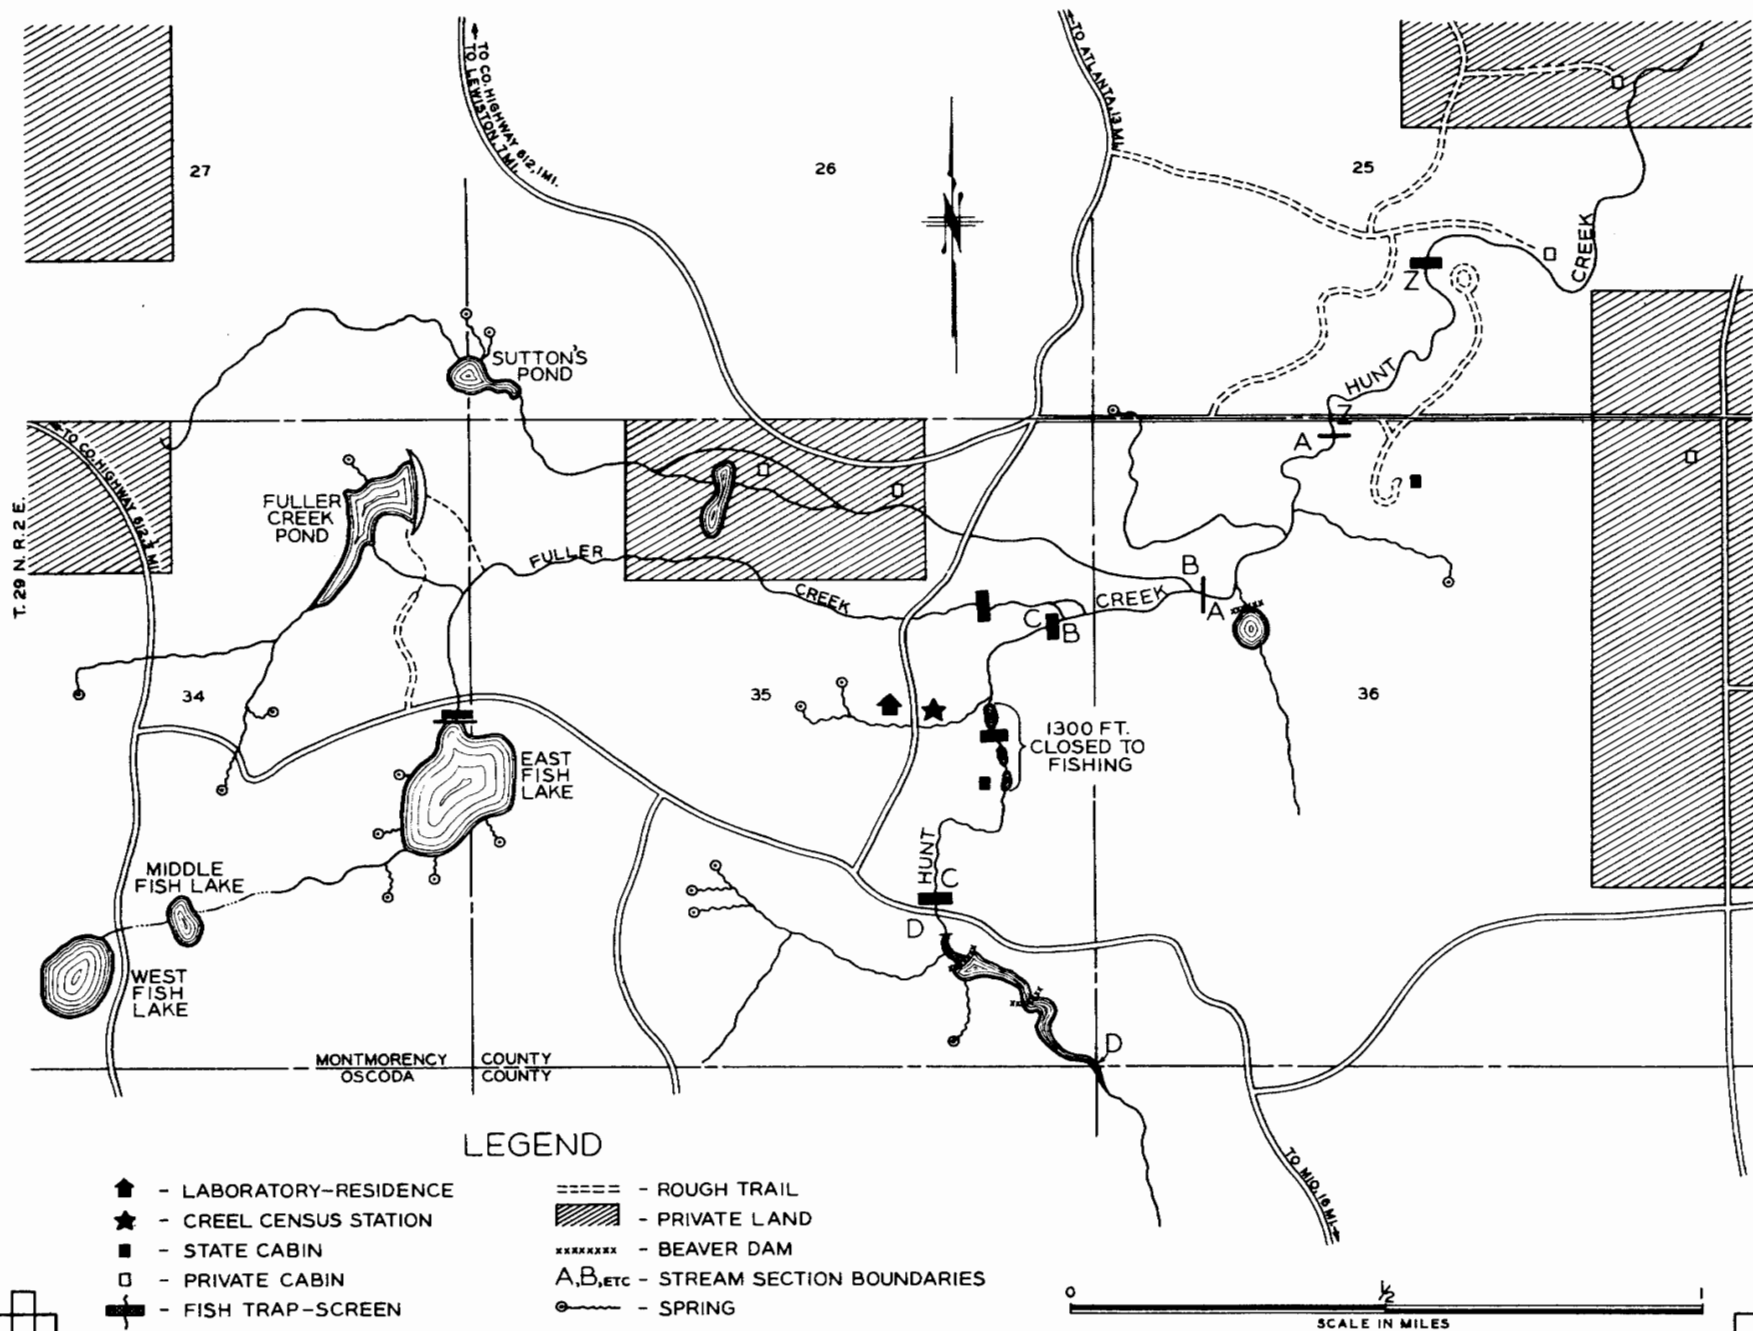 TO CO. HIGHWAY 612, 1 MI.
TO LEWISTON, 7 MI.
TO ATLANTA, 13 MI.
27
26
25
CREEK
Z
SUTTON'S
POND
HUNT
Z
A
TO CO. HIGHWAY 612, 3 MI.
T. 29 N. R. 2 E.
FULLER
CREEK
POND
FULLER
CREEK
CREEK
B
A
C
B
34
35
36
1300 FT.
CLOSED TO
FISHING
EAST
FISH
LAKE
MIDDLE
FISH LAKE
HUNT
C
D
WEST
FISH
LAKE
D
MONTMORENCY COUNTY
OSCODA COUNTY
TO MIO, 16 MI.
LEGEND
- LABORATORY-RESIDENCE
- CREEL CENSUS STATION
- STATE CABIN
- PRIVATE CABIN
- FISH TRAP-SCREEN
- ROUGH TRAIL
- PRIVATE LAND
- BEAVER DAM
A,B,ETC - STREAM SECTION BOUNDARIES
- SPRING
0 1/2 1
SCALE IN MILES